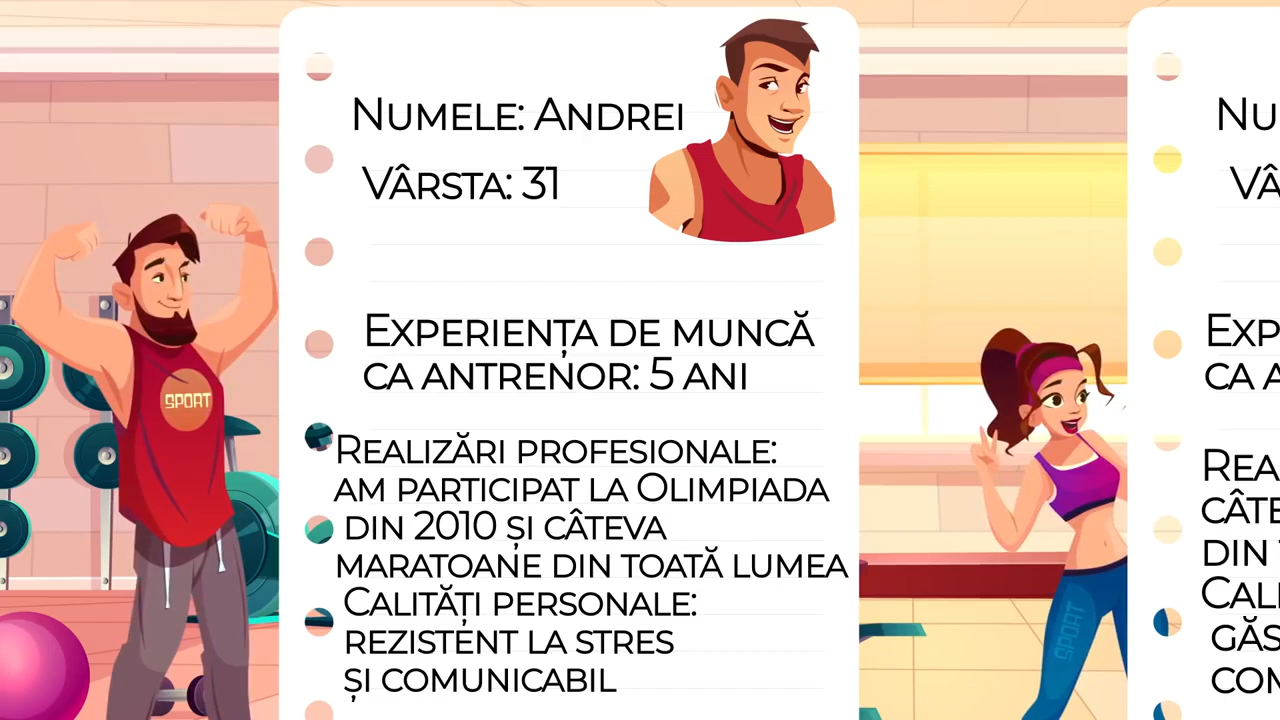 Numele: Andrei
Vârsta: 31
Experiența de muncă
ca antrenor: 5 ani
Realizări profesionale:
am participat la Olimpiada
din 2010 și câteva
maratoane din toată lumea
Calități personale:
rezistent la stres
și comunicabil
SPORT
SPORT